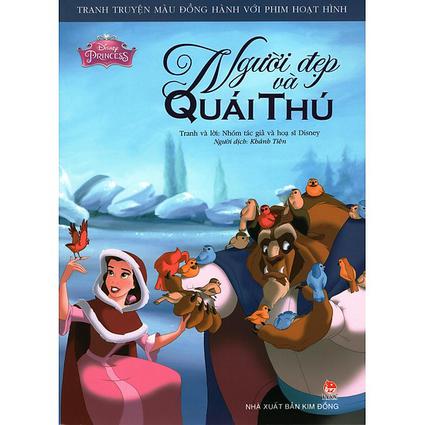 TRANH TRUYỆN MÀU ĐỒNG HÀNH VỚI PHIM HOẠT HÌNH
Disney
PRINCESS
Người đẹp
và
QUÁI THÚ
Tranh và lời: Nhóm tác giả và hoạ sĩ Disney
Người dịch: Khánh Tiên
NHÀ XUẤT BẢN KIM ĐỒNG